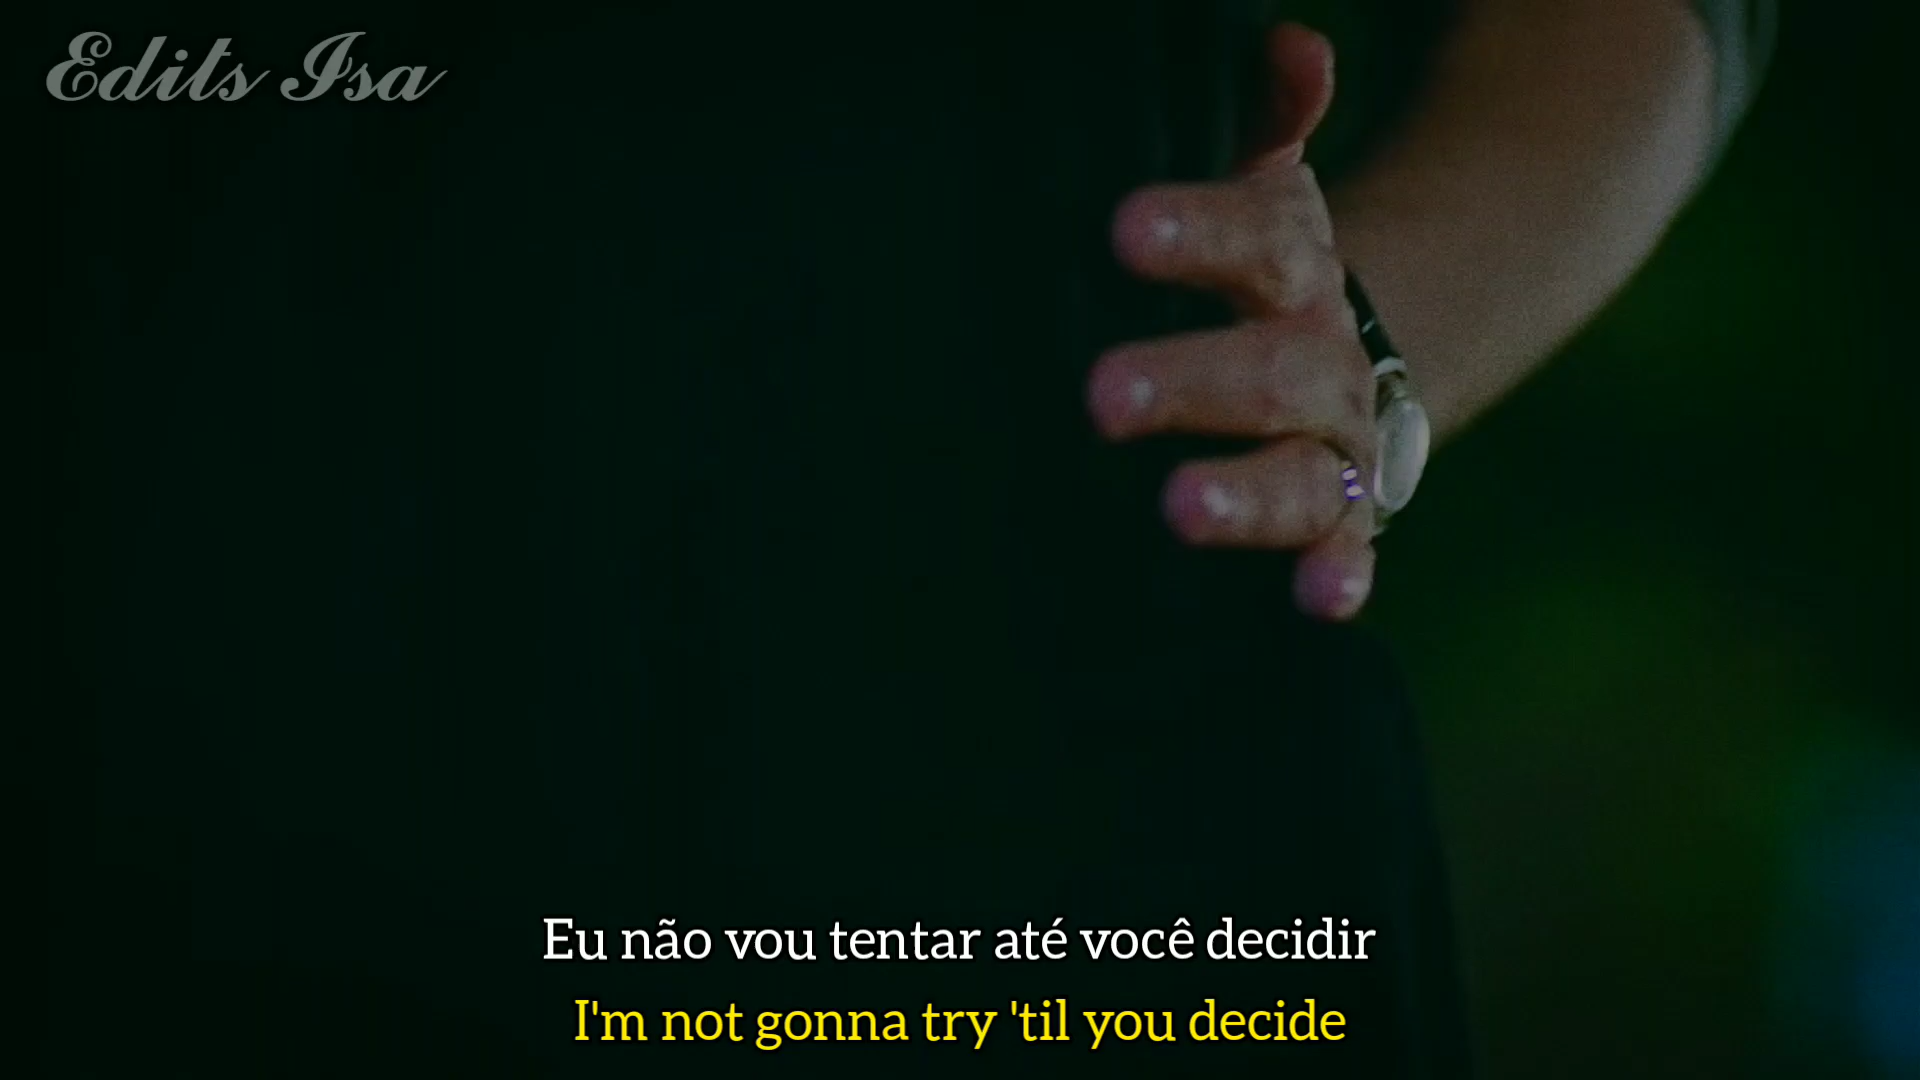 Edits Isa
Eu não vou tentar até você decidir
I'm not gonna try 'til you decide